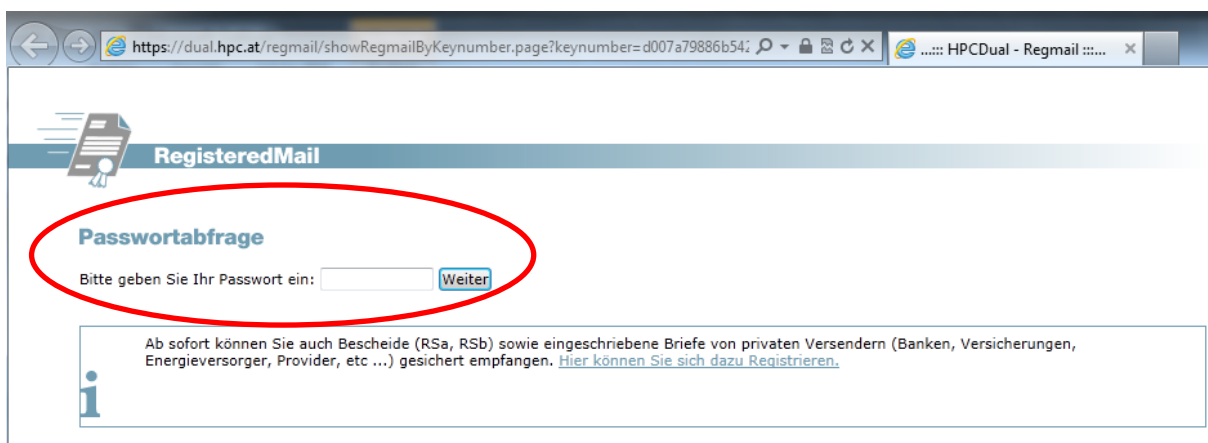 https://dual.hpc.at/regmail/showRegmailByKeynumber.page?keynumber=d007a79886b542
...::: HPCDual - Regmail :::...
RegisteredMail
Passwortabfrage
Bitte geben Sie Ihr Passwort ein:
Weiter
Ab sofort können Sie auch Bescheide (RSa, RSb) sowie eingeschriebene Briefe von privaten Versendern (Banken, Versicherungen,
Energieversorger, Provider, etc ...) gesichert empfangen. Hier können Sie sich dazu Registrieren.